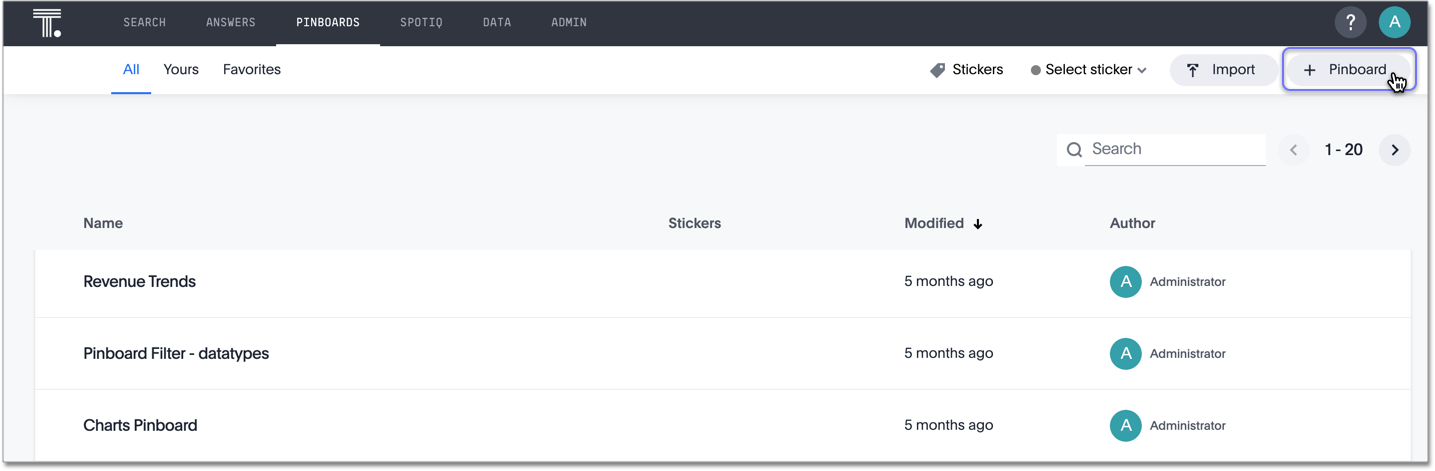 SEARCH ANSWERS PINBOARDS SPOTIQ DATA ADMIN ? A
All Yours Favorites Stickers Select sticker Import + Pinboard
Search 1 - 20
Name Stickers Modified Author
Revenue Trends 5 months ago A Administrator
Pinboard Filter - datatypes 5 months ago A Administrator
Charts Pinboard 5 months ago A Administrator